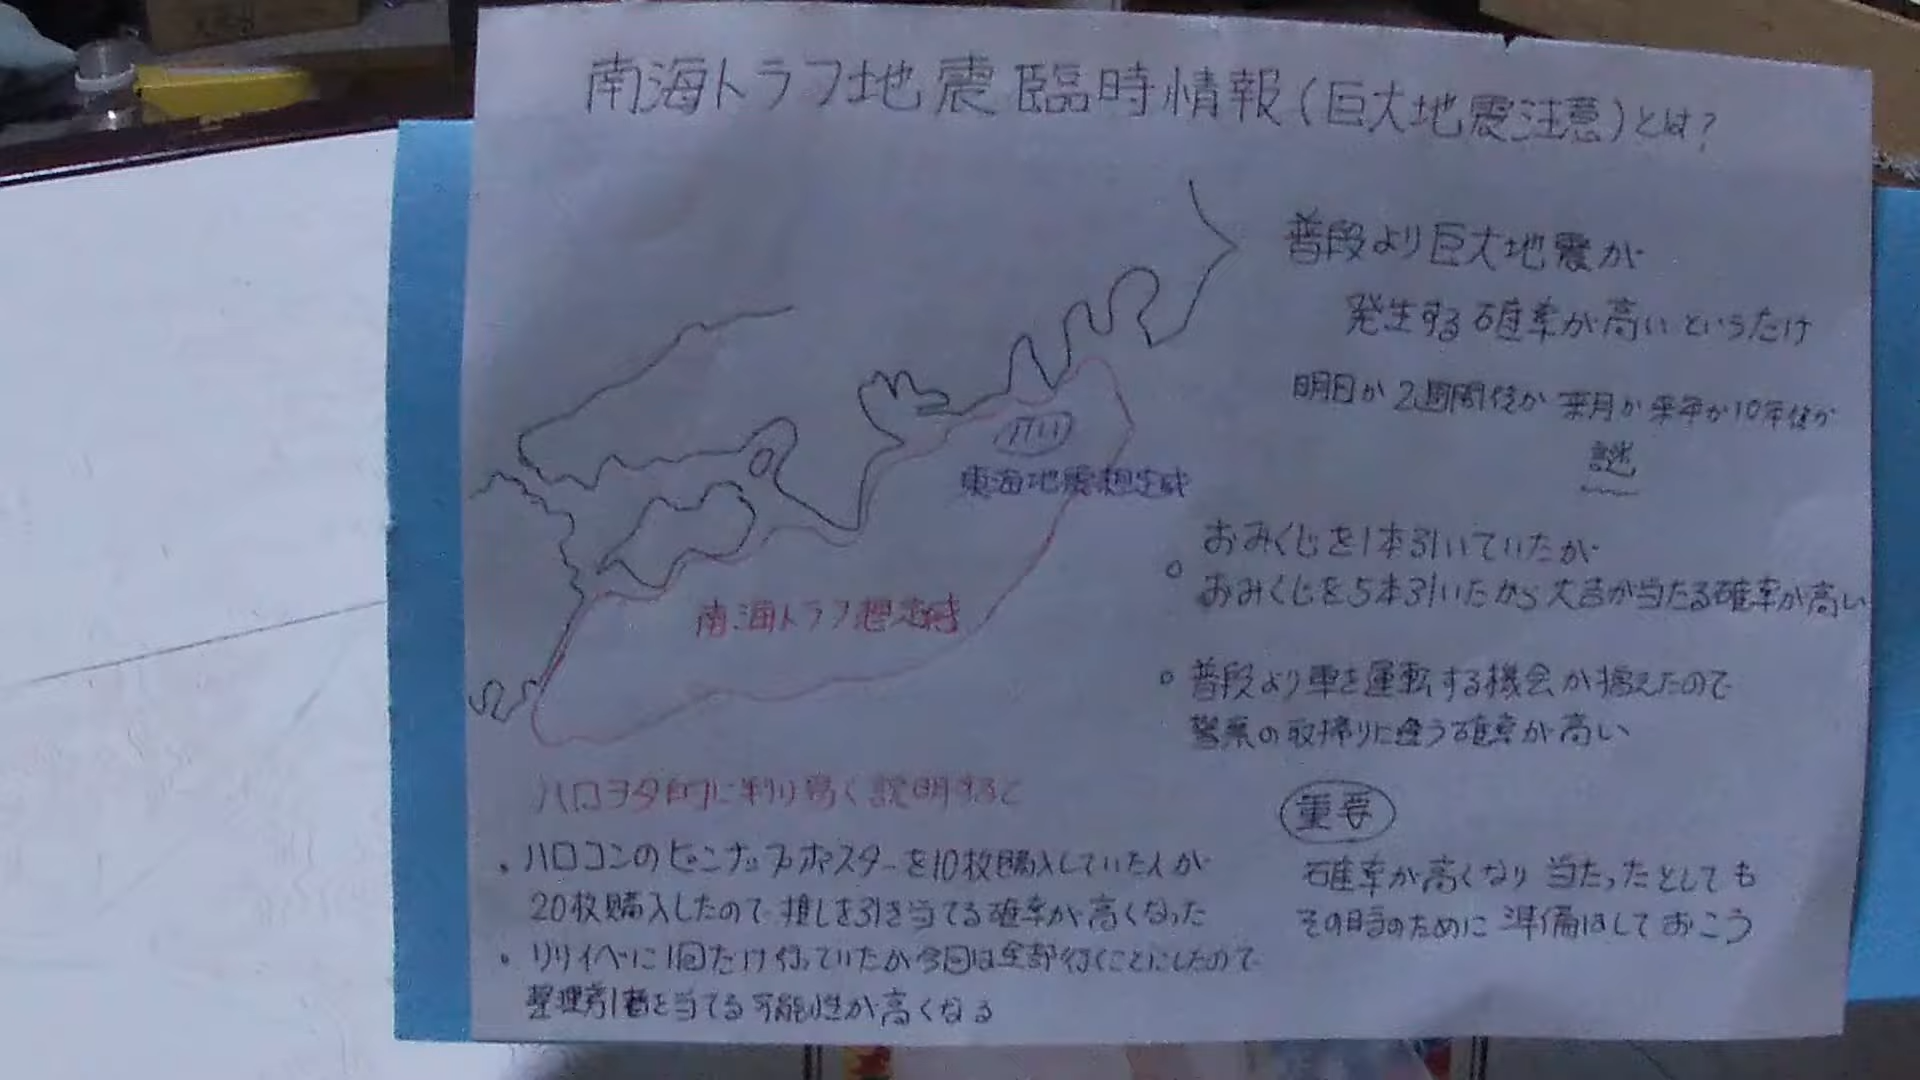 南海トラフ地震臨時情報(巨大地震注意)とは?
普段より巨大地震が
発生する確率が高いというだけ
明日か2週間後か来月か来年か10年後か
謎
東海地震想定域
南海トラフ想定域
おみくじを1本引いていたが
おみくじを5本引いたから大吉が当たる確率が高い
普段より車を運転する機会が増えたので
警察の取締りに逢う確率が高い
ハロヲタ的に判り易く説明すると
ハロコンのピンナップポスターを10枚購入していた人が
20枚購入したので推しを引き当てる確率が高くなった
リリイベに1回だけ行っていたが今回は全部行くことにしたので
整理券1番を当てる可能性が高くなる
重要
確率が高くなり当たったとしても
その時のために準備はしておこう